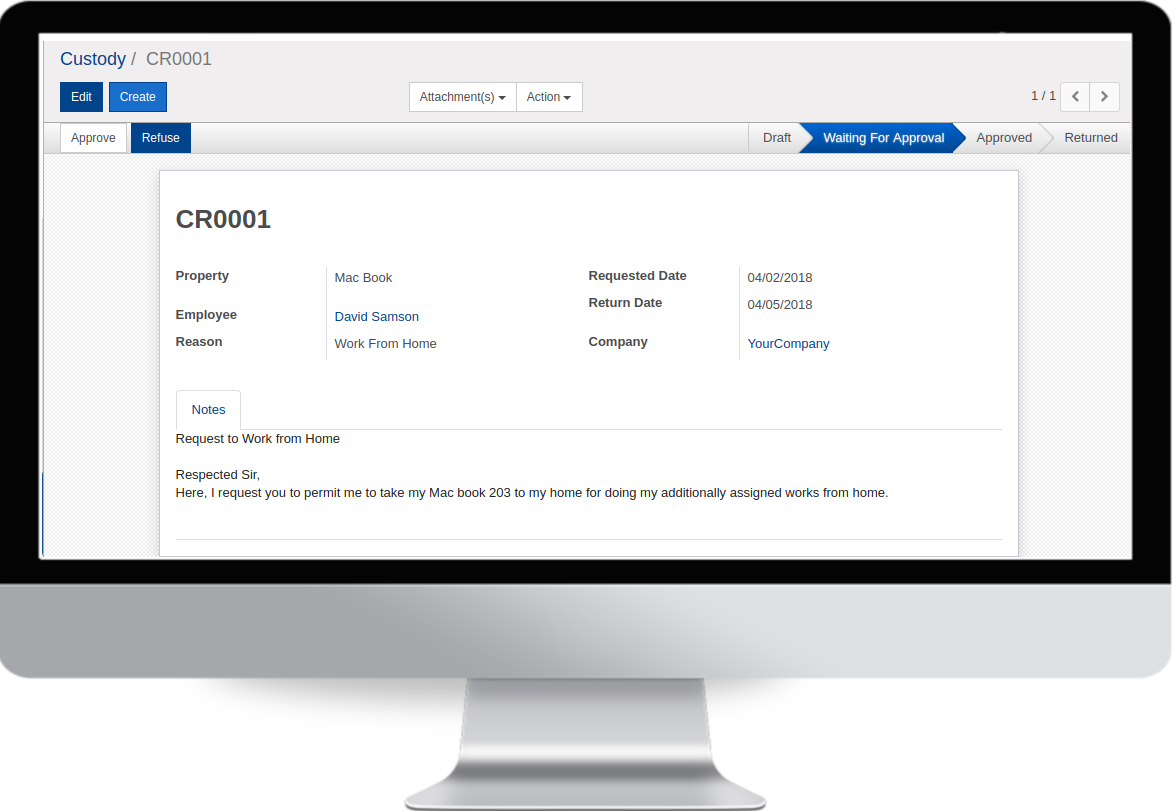 Custody / CR0001
Edit Create Attachment(s) Action 1 / 1
Approve Refuse Draft Waiting For Approval Approved Returned
CR0001
Property Mac Book Requested Date 04/02/2018
Return Date 04/05/2018
Employee David Samson
Reason Work From Home Company YourCompany
Notes
Request to Work from Home
Respected Sir,
Here, I request you to permit me to take my Mac book 203 to my home for doing my additionally assigned works from home.